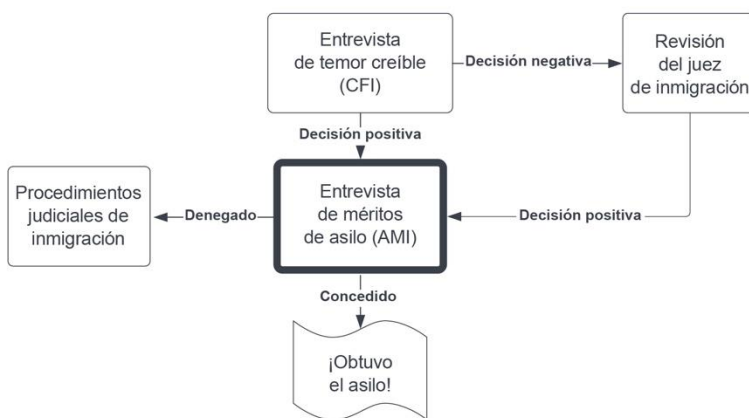 Entrevista
de temor creíble
(CFI)
Decisión negativa
Revisión
del juez
de inmigración
Decisión positiva
Procedimientos
judiciales de
inmigración
Denegado
Entrevista
de méritos
de asilo (AMI)
Decisión positiva
Concedido
¡Obtuvo
el asilo!